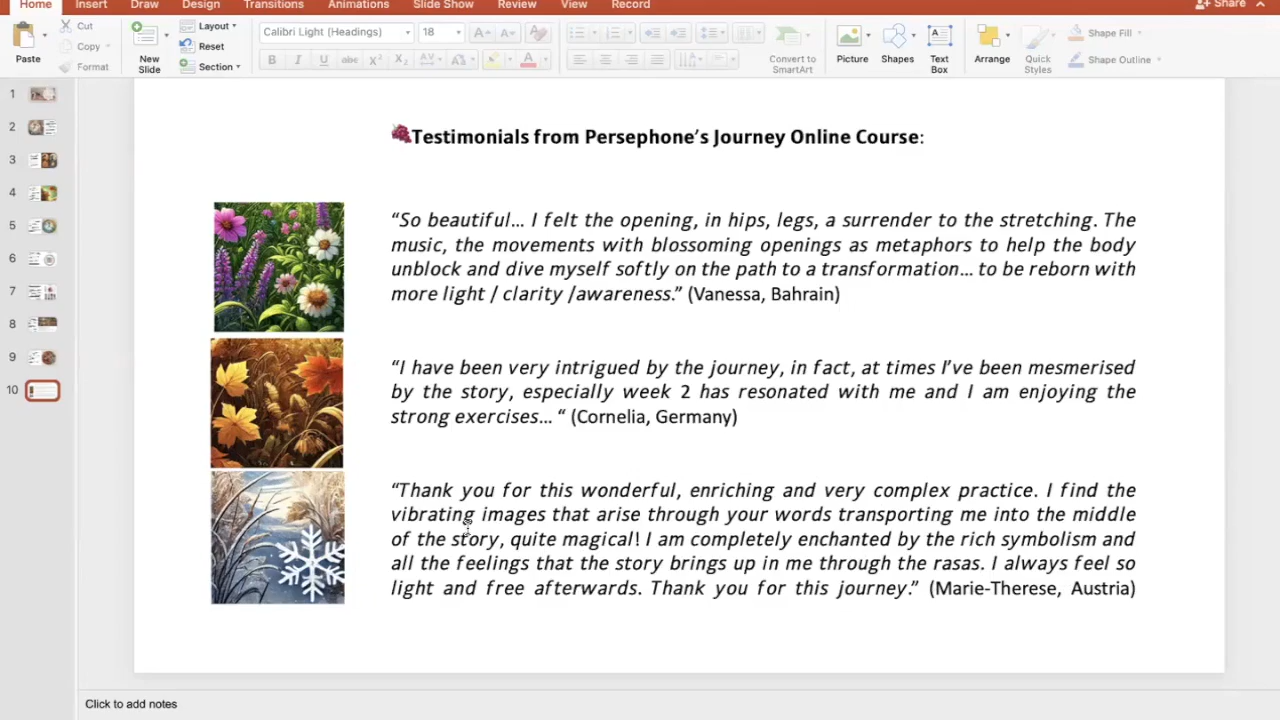 Home Insert Draw Design Transitions Animations Slide Show Review View Record Share
Cut
Copy
Format
Paste
New
Slide
Layout
Reset
Section
Calibri Light (Headings) 18
B I U abc X² X₂ AV Aa A
Convert to
SmartArt
Picture
Shapes
Text
Box
Arrange
Quick
Styles
Shape Fill
Shape Outline
1
2
3
4
5
6
7
8
9
10
Testimonials from Persephone’s Journey Online Course:
“So beautiful… I felt the opening, in hips, legs, a surrender to the stretching. The
music, the movements with blossoming openings as metaphors to help the body
unblock and dive myself softly on the path to a transformation… to be reborn with
more light / clarity /awareness.” (Vanessa, Bahrain)
“I have been very intrigued by the journey, in fact, at times I’ve been mesmerised
by the story, especially week 2 has resonated with me and I am enjoying the
strong exercises… “ (Cornelia, Germany)
“Thank you for this wonderful, enriching and very complex practice. I find the
vibrating images that arise through your words transporting me into the middle
of the story, quite magical! I am completely enchanted by the rich symbolism and
all the feelings that the story brings up in me through the rasas. I always feel so
light and free afterwards. Thank you for this journey.” (Marie-Therese, Austria)
Click to add notes